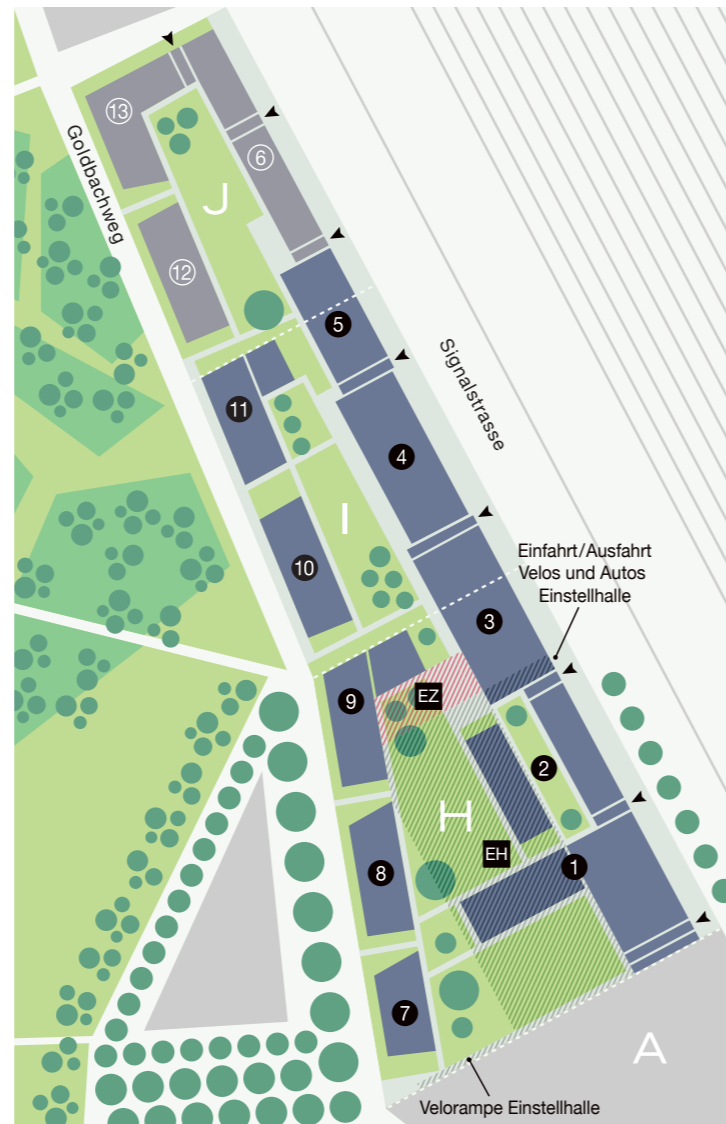 13
6
Goldbachweg
J
12
5
Signalstrasse
11
4
I
Einfahrt/Ausfahrt
Velos und Autos
Einstellhalle
10
3
9
EZ
2
H
EH
1
8
7
A
Velorampe Einstellhalle